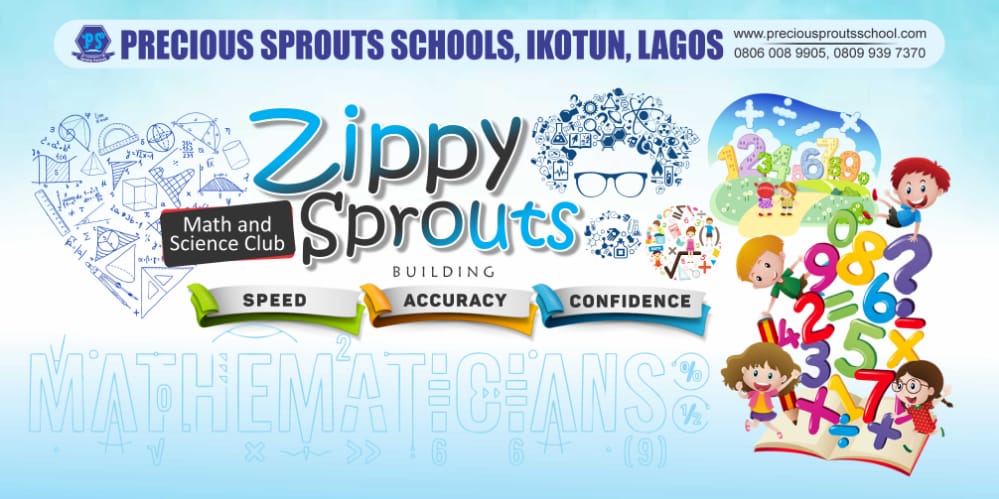 PS
PRECIOUS SPROUTS SCHOOLS, IKOTUN, LAGOS
www.precioussproutsschool.com
0806 008 9905, 0809 939 7370
Zippy
Sprouts
Math and
Science Club
BUILDING
SPEED
ACCURACY
CONFIDENCE
MATHEMATICIANS